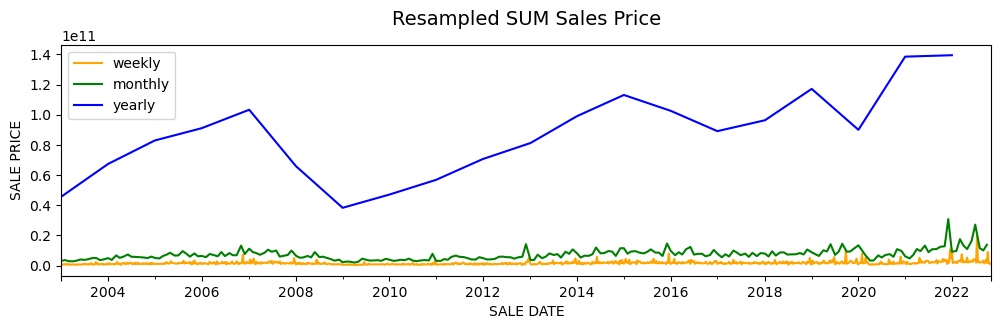 Resampled SUM Sales Price
1e11
1.4
1.2
1.0
0.8
0.6
0.4
0.2
0.0
SALE PRICE
weekly
monthly
yearly
2004 2006 2008 2010 2012 2014 2016 2018 2020 2022
SALE DATE